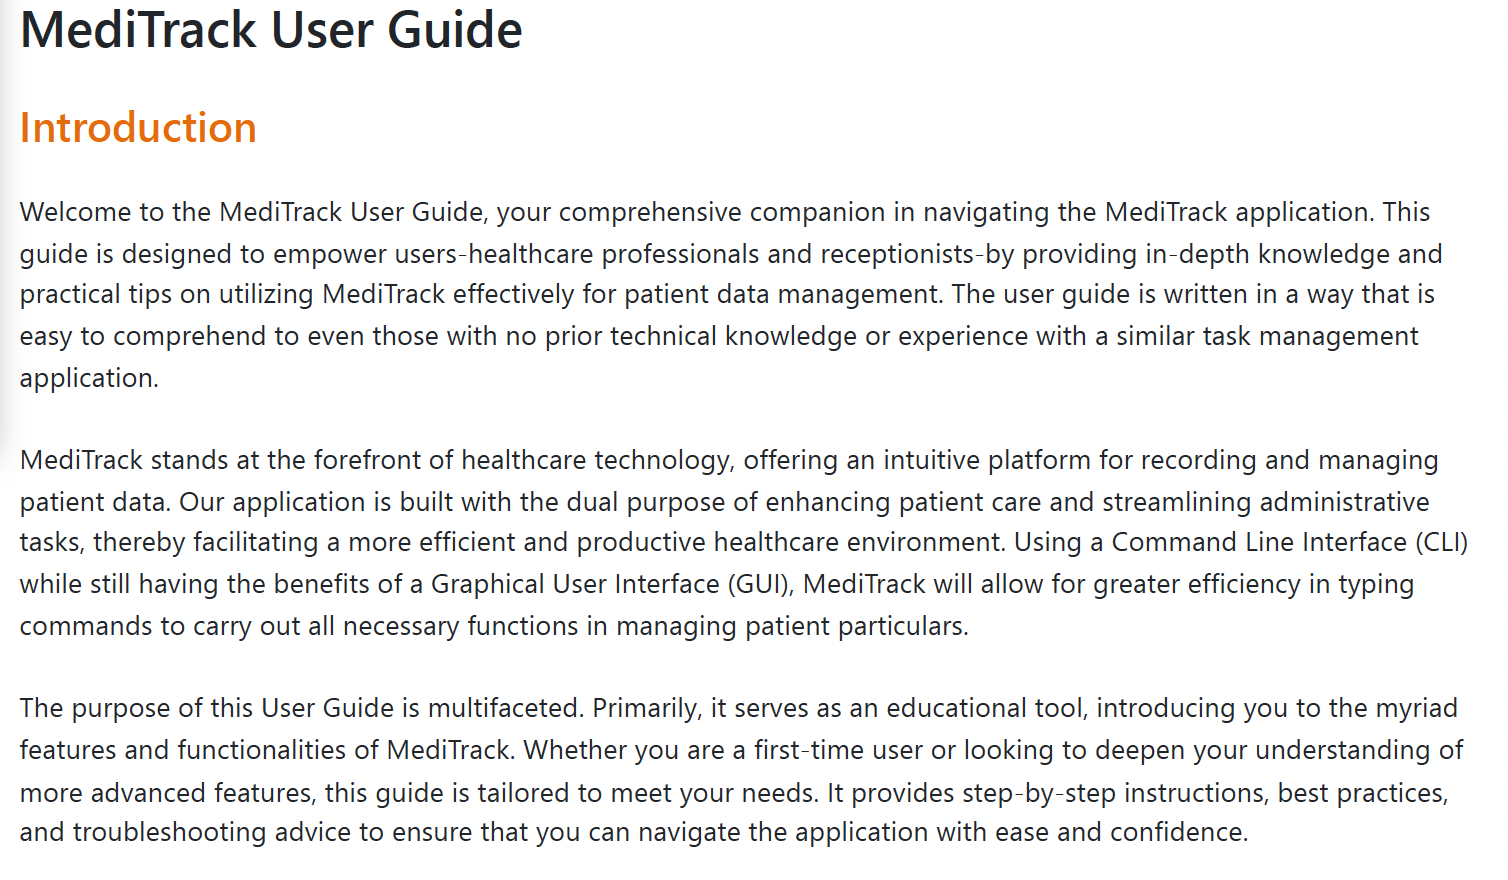 MediTrack User Guide
Introduction
Welcome to the MediTrack User Guide, your comprehensive companion in navigating the MediTrack application. This
guide is designed to empower users-healthcare professionals and receptionists-by providing in-depth knowledge and
practical tips on utilizing MediTrack effectively for patient data management. The user guide is written in a way that is
easy to comprehend to even those with no prior technical knowledge or experience with a similar task management
application.
MediTrack stands at the forefront of healthcare technology, offering an intuitive platform for recording and managing
patient data. Our application is built with the dual purpose of enhancing patient care and streamlining administrative
tasks, thereby facilitating a more efficient and productive healthcare environment. Using a Command Line Interface (CLI)
while still having the benefits of a Graphical User Interface (GUI), MediTrack will allow for greater efficiency in typing
commands to carry out all necessary functions in managing patient particulars.
The purpose of this User Guide is multifaceted. Primarily, it serves as an educational tool, introducing you to the myriad
features and functionalities of MediTrack. Whether you are a first-time user or looking to deepen your understanding of
more advanced features, this guide is tailored to meet your needs. It provides step-by-step instructions, best practices,
and troubleshooting advice to ensure that you can navigate the application with ease and confidence.